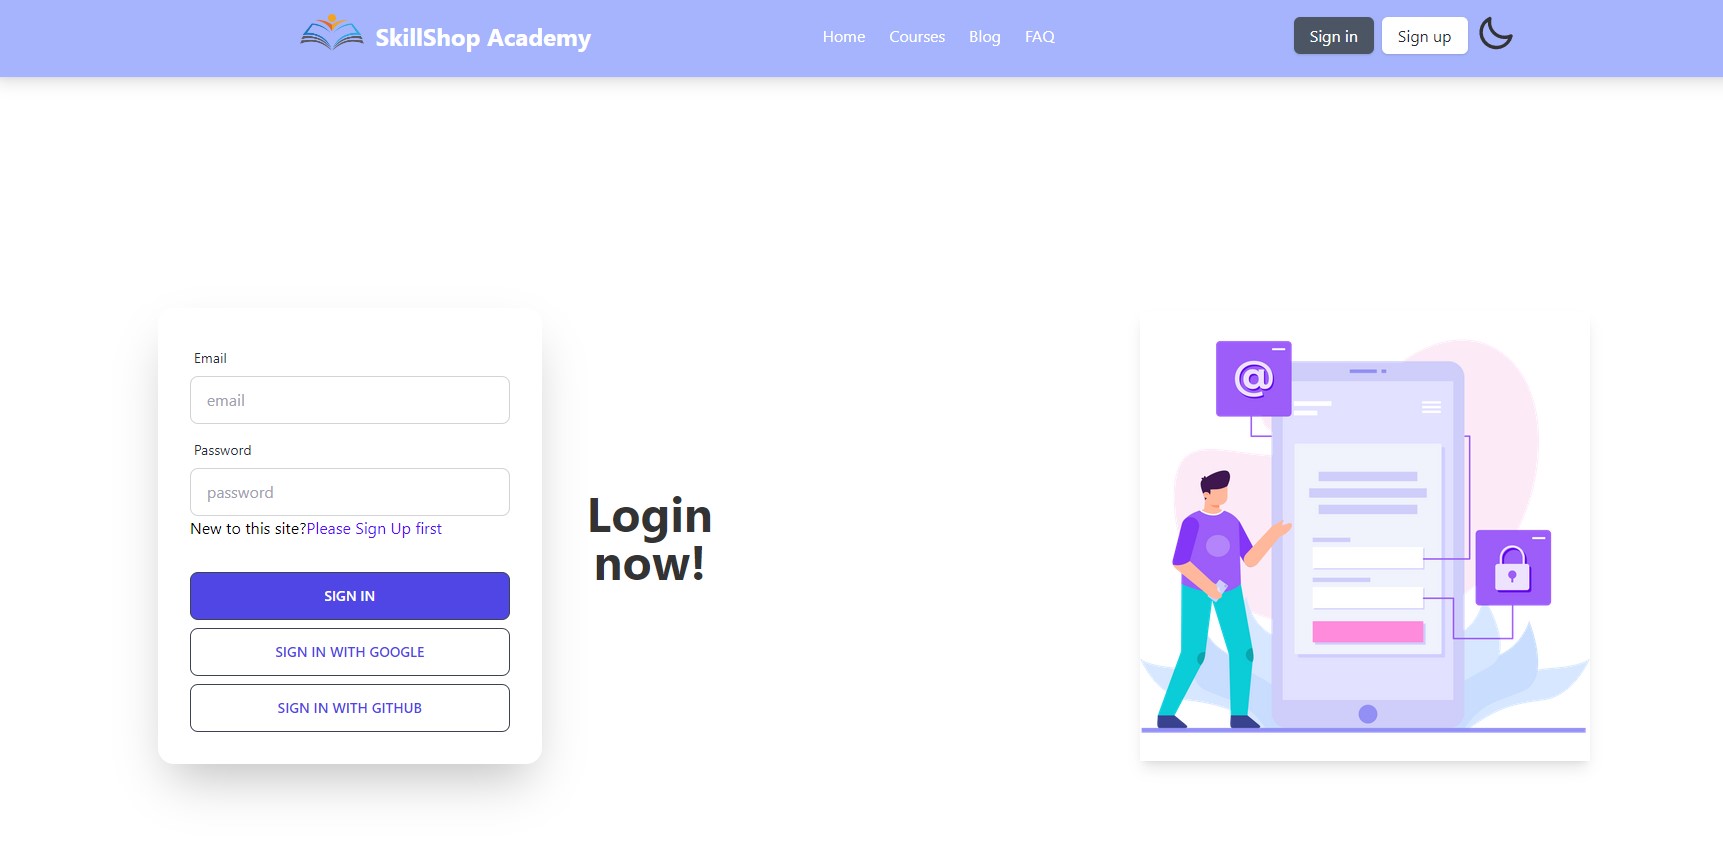 SkillShop Academy
Home Courses Blog FAQ
Sign in Sign up
Email
email
Password
password
New to this site?Please Sign Up first
SIGN IN
SIGN IN WITH GOOGLE
SIGN IN WITH GITHUB
Login
now!
@